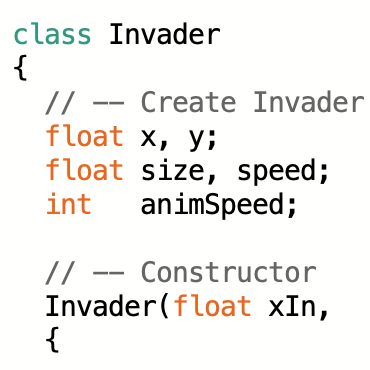 class Invader
{
// -- Create Invader
float x, y;
float size, speed;
int animSpeed;
// -- Constructor
Invader(float xIn,
{